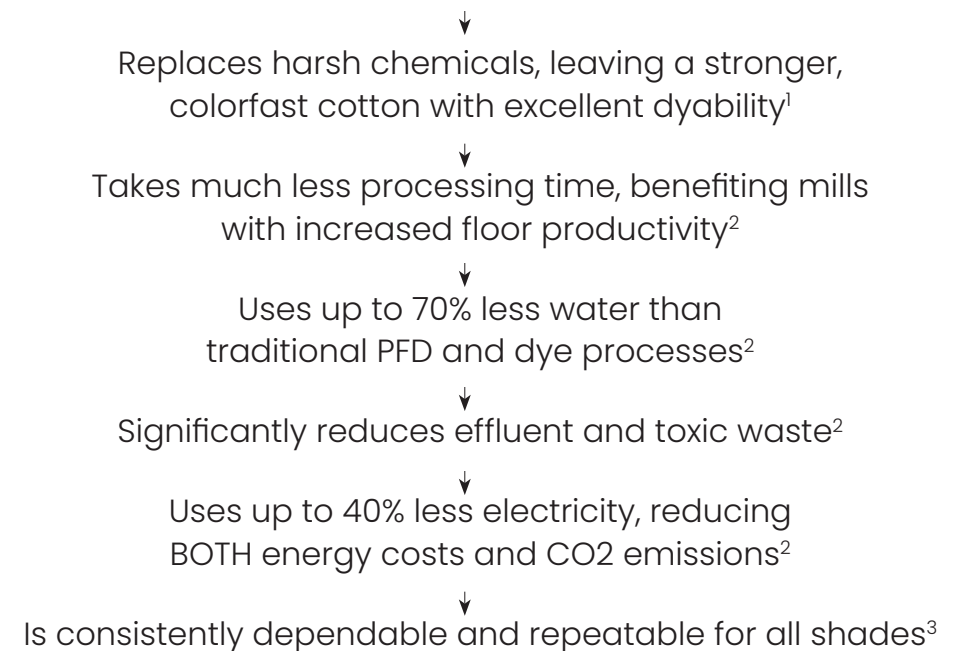 Replaces harsh chemicals, leaving a stronger,
colorfast cotton with excellent dyability¹
Takes much less processing time, benefiting mills
with increased floor productivity²
Uses up to 70% less water than
traditional PFD and dye processes²
Significantly reduces effluent and toxic waste²
Uses up to 40% less electricity, reducing
BOTH energy costs and CO2 emissions²
Is consistently dependable and repeatable for all shades³